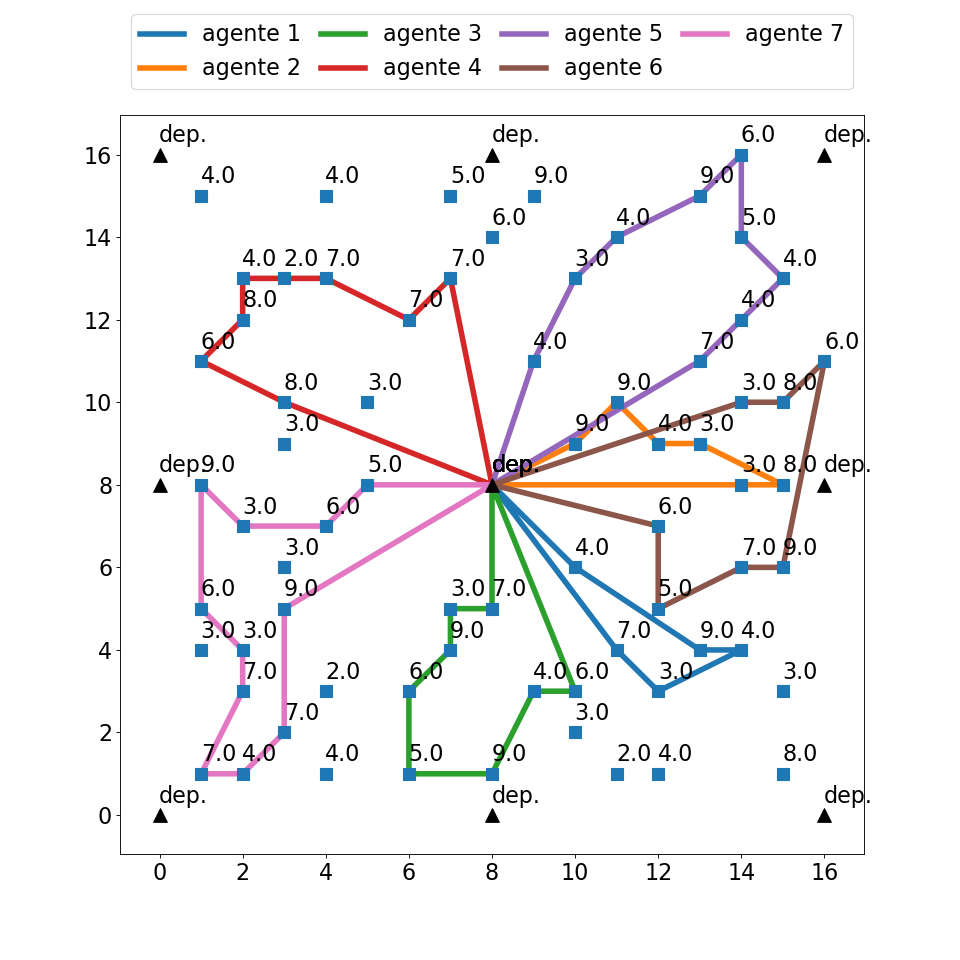 agente 1 agente 3 agente 5 agente 7
agente 2 agente 4 agente 6
dep. dep. dep.
6.0
16
4.0 4.0 5.0 9.0 9.0
6.0 4.0 5.0
14
4.0 2.0 7.0 7.0 3.0 4.0
8.0 7.0 4.0
12
6.0 4.0 7.0 6.0
8.0 3.0 9.0 3.0 8.0
10
3.0 9.0 4.0 3.0
dep. 9.0 5.0 dep. 3.0 8.0 dep.
8
3.0 6.0 6.0
3.0 4.0 7.0 9.0
6
6.0 9.0 3.0 7.0 5.0
3.0 3.0 9.0 7.0 9.0 4.0
4
7.0 2.0 6.0 4.0 6.0 3.0 3.0
7.0 3.0
2
7.0 4.0 4.0 5.0 9.0 2.0 4.0 8.0
dep. dep. dep.
0
0 2 4 6 8 10 12 14 16